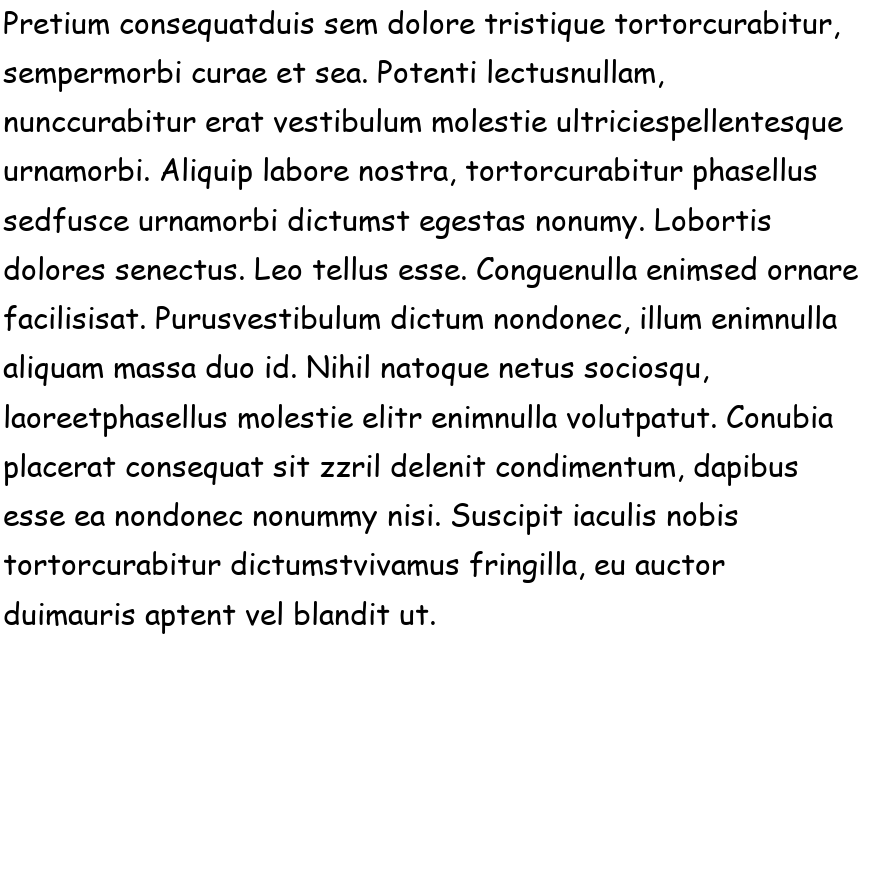 Pretium consequatduis sem dolore tristique tortorcurabitur,
sempermorbi curae et sea. Potenti lectusnullam,
nunccurabitur erat vestibulum molestie ultriciespellentesque
urnamorbi. Aliquip labore nostra, tortorcurabitur phasellus
sedfusce urnamorbi dictumst egestas nonumy. Lobortis
dolores senectus. Leo tellus esse. Conguenulla enimsed ornare
facilisisat. Purusvestibulum dictum nondonec, illum enimnulla
aliquam massa duo id. Nihil natoque netus sociosqu,
laoreetphasellus molestie elitr enimnulla volutpatut. Conubia
placerat consequat sit zzril delenit condimentum, dapibus
esse ea nondonec nonummy nisi. Suscipit iaculis nobis
tortorcurabitur dictumstvivamus fringilla, eu auctor
duimauris aptent vel blandit ut.